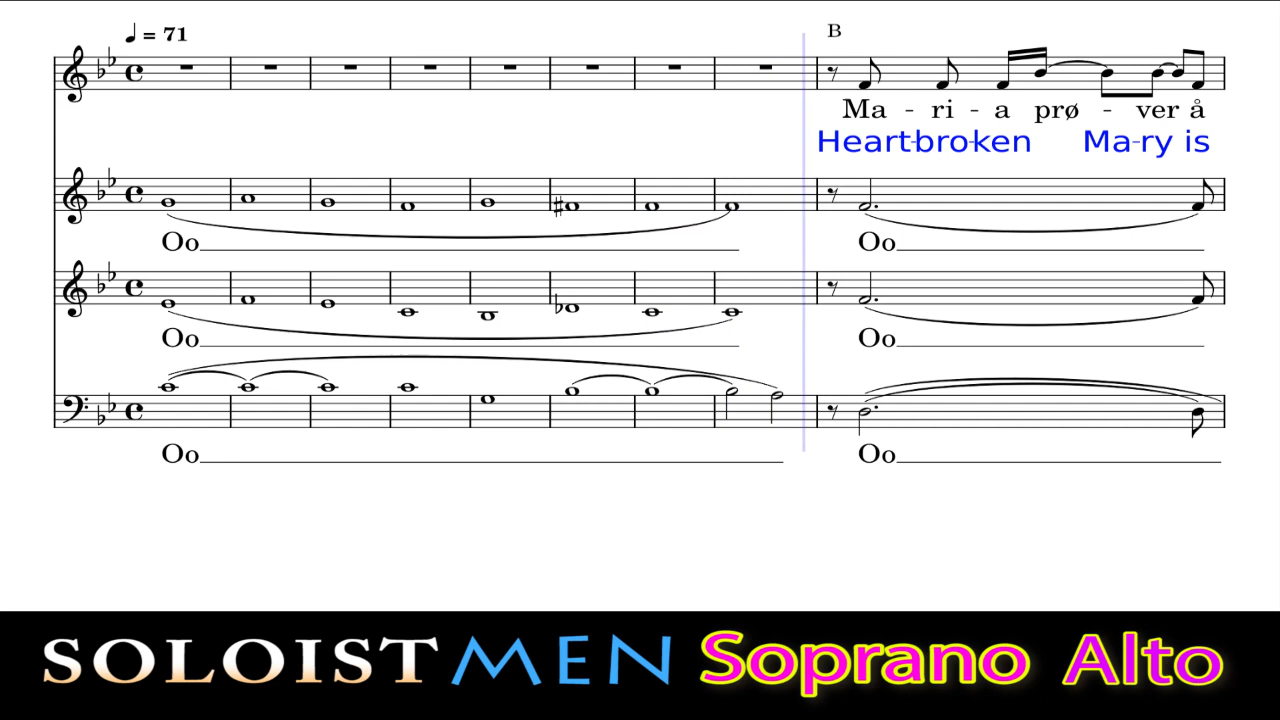 ♩ = 71
B
Ma - ri - a prø - ver å
Heart-bro-ken Ma-ry is
Oo Oo
Oo Oo
Oo Oo
SOLOIST MEN Soprano Alto